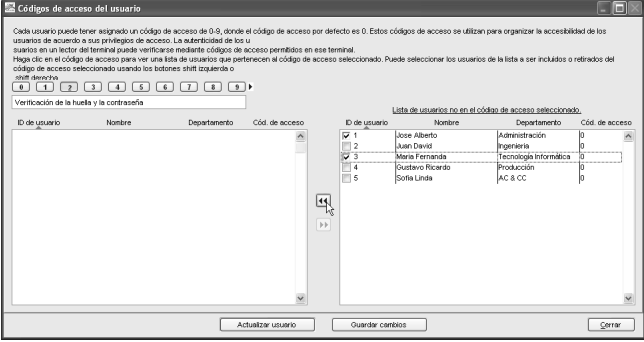 Códigos de acceso del usuario
Cada usuario puede tener asignado un código de acceso de 0-9, donde el código de acceso por defecto es 0. Estos códigos de acceso se utilizan para organizar la accesibilidad de los
usuarios de acuerdo a sus privilegios de acceso. La autenticidad de los u
suarios en un lector del terminal puede verificarse mediante códigos de acceso permitidos en ese terminal.
Haga clic en el código de acceso para ver una lista de usuarios que pertenecen al código de acceso seleccionado. Puede seleccionar los usuarios de la lista a ser incluidos o retirados del
código de acceso seleccionado usando los botones shift izquierda o
shift derecha
0 1 2 3 4 5 6 7 8 9
Verificación de la huella y la contraseña
Lista de usuarios no en el código de acceso seleccionado.
ID de usuario Nombre Departamento Cód. de acceso
ID de usuario Nombre Departamento Cód. de acceso
1 Jose Alberto Administración 0
2 Juan David Ingenieria 0
3 Maria Fernanda Tecnología Informática 0
4 Gustavo Ricardo Producción 0
5 Sofia Linda AC & CC 0
Actualizar usuario Guardar cambios Cerrar